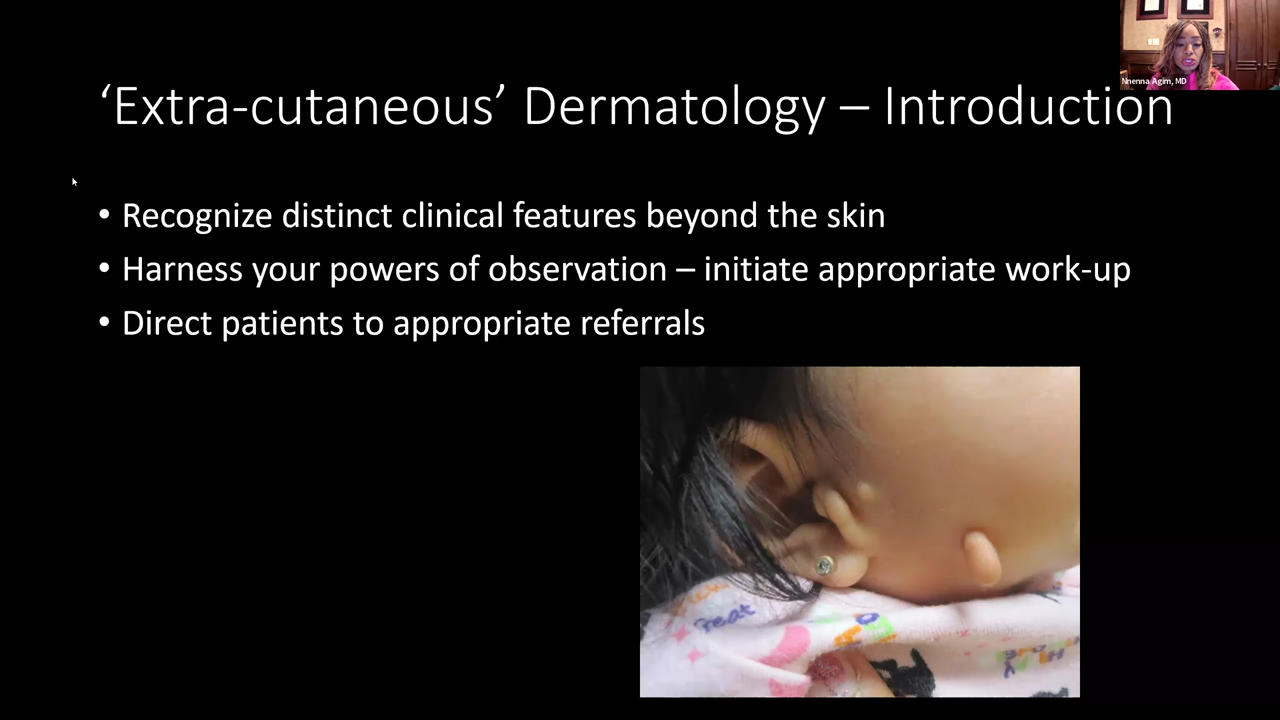 Nnenna Agim, MD
‘Extra-cutaneous’ Dermatology – Introduction
• Recognize distinct clinical features beyond the skin
• Harness your powers of observation – initiate appropriate work-up
• Direct patients to appropriate referrals
Treat